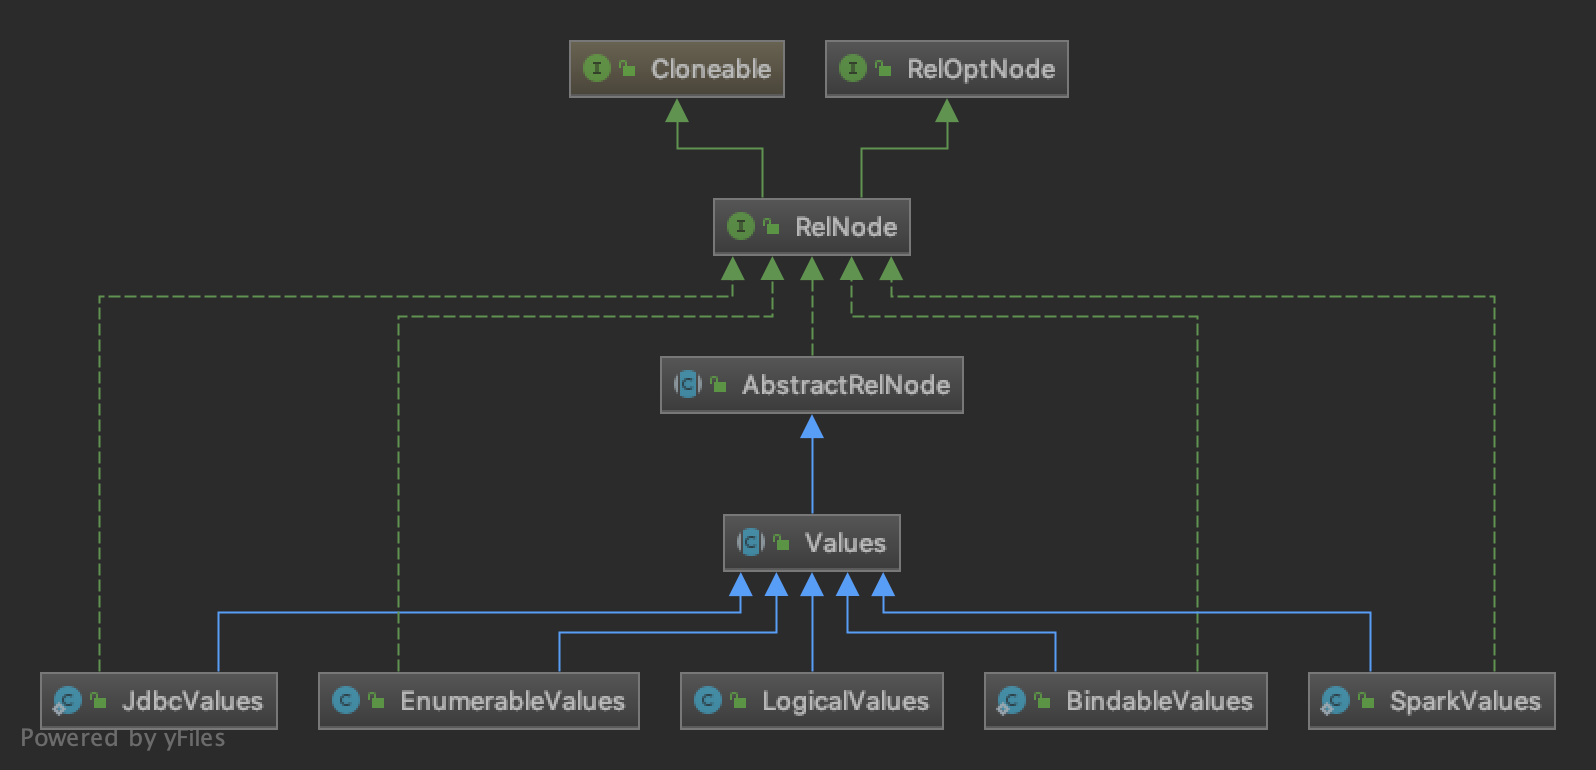 Cloneable
RelOptNode
RelNode
AbstractRelNode
Values
JdbcValues
EnumerableValues
LogicalValues
BindableValues
SparkValues
Powered by yFiles